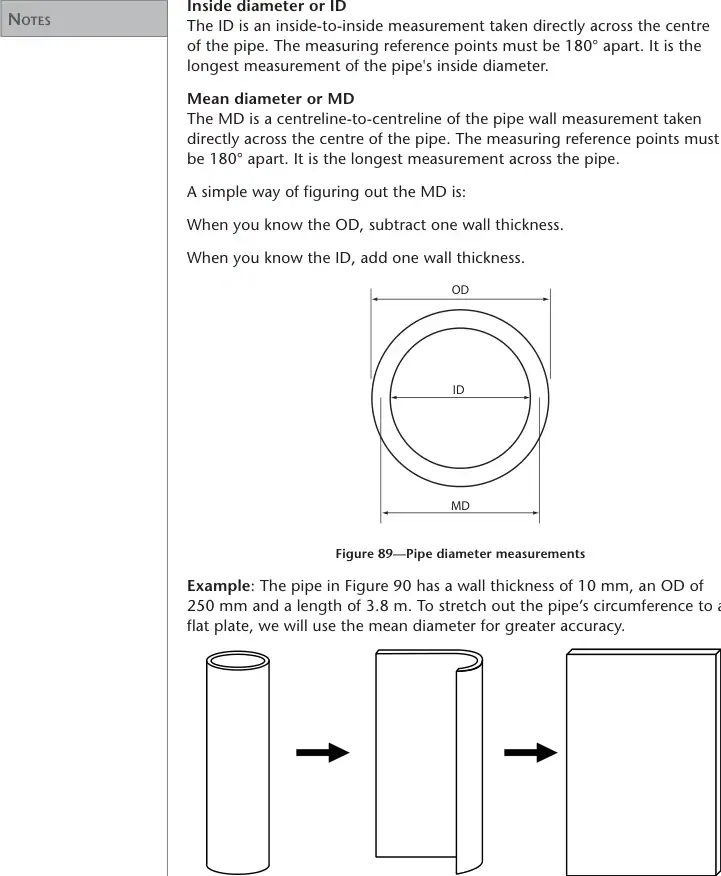 NOTES
Inside diameter or ID
The ID is an inside-to-inside measurement taken directly across the centre
of the pipe. The measuring reference points must be 180° apart. It is the
longest measurement of the pipe's inside diameter.
Mean diameter or MD
The MD is a centreline-to-centreline of the pipe wall measurement taken
directly across the centre of the pipe. The measuring reference points must
be 180° apart. It is the longest measurement across the pipe.
A simple way of figuring out the MD is:
When you know the OD, subtract one wall thickness.
When you know the ID, add one wall thickness.
OD
ID
MD
Figure 89—Pipe diameter measurements
Example: The pipe in Figure 90 has a wall thickness of 10 mm, an OD of
250 mm and a length of 3.8 m. To stretch out the pipe’s circumference to a
flat plate, we will use the mean diameter for greater accuracy.